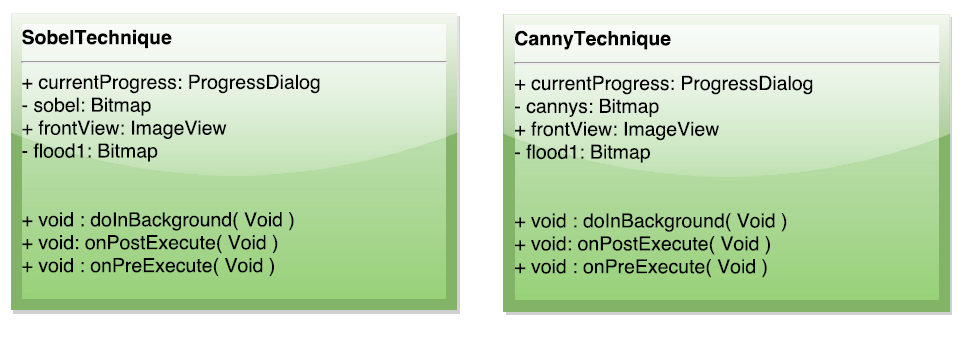 SobelTechnique
+ currentProgress: ProgressDialog
- sobel: Bitmap
+ frontView: ImageView
- flood1: Bitmap
+ void : doInBackground( Void )
+ void: onPostExecute( Void )
+ void : onPreExecute( Void )
CannyTechnique
+ currentProgress: ProgressDialog
- cannys: Bitmap
+ frontView: ImageView
- flood1: Bitmap
+ void : doInBackground( Void )
+ void: onPostExecute( Void )
+ void : onPreExecute( Void )